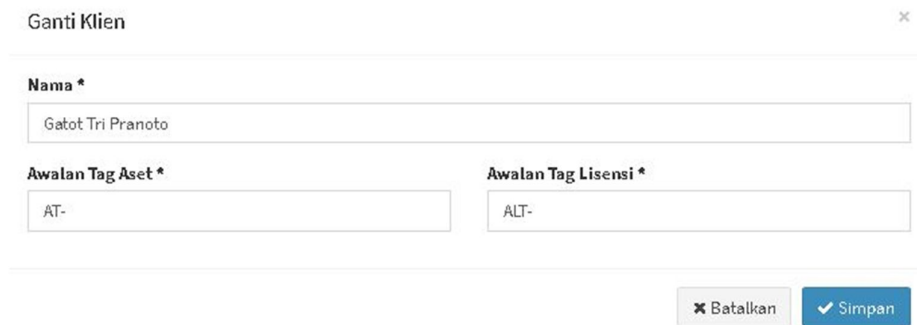 Ganti Klien
×
Nama *
Gatot Tri Pranoto
Awalan Tag Aset * Awalan Tag Lisensi *
AT- ALT-
✖ Batalkan ✔ Simpan